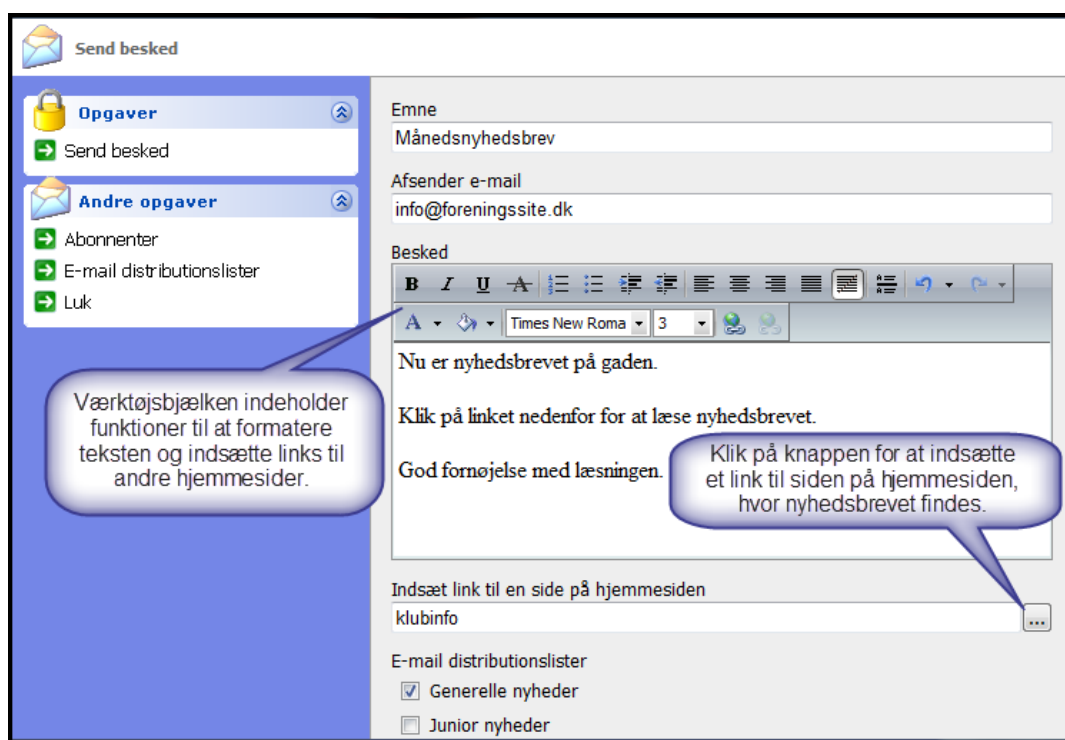 Send besked
Opgaver
Send besked
Andre opgaver
Abonnenter
E-mail distributionslister
Luk
Emne
Månedsnyhedsbrev
Afsender e-mail
info@foreningssite.dk
Besked
B I U A
A Times New Roma 3
Nu er nyhedsbrevet på gaden.
Klik på linket nedenfor for at læse nyhedsbrevet.
God fornøjelse med læsningen.
Værktøjsbjælken indeholder
funktioner til at formatere
teksten og indsætte links til
andre hjemmesider.
Klik på knappen for at indsætte
et link til siden på hjemmesiden,
hvor nyhedsbrevet findes.
Indsæt link til en side på hjemmesiden
klubinfo
...
E-mail distributionslister
Generelle nyheder
Junior nyheder